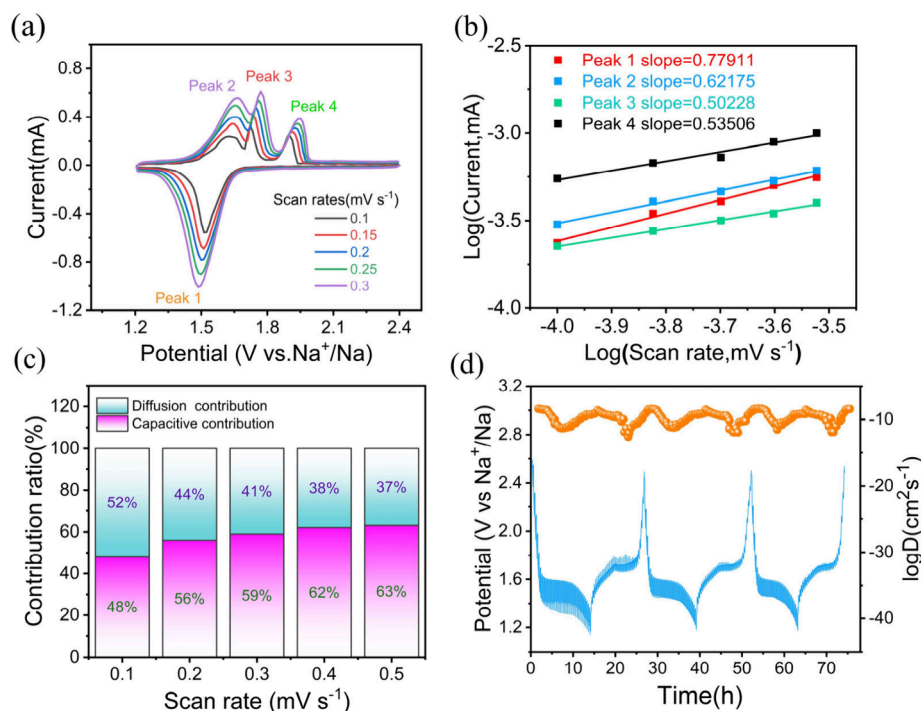 (a)
Current(mA)
1.2
0.8
0.4
0.0
-0.4
-0.8
-1.2
Peak 2
Peak 3
Peak 4
Peak 1
Scan rates(mV s⁻¹)
0.1
0.15
0.2
0.25
0.3
1.2 1.5 1.8 2.1 2.4
Potential (V vs.Na⁺/Na)
(b)
Log(Current,mA)
-2.5
-3.0
-3.5
-4.0
Peak 1 slope=0.77911
Peak 2 slope=0.62175
Peak 3 slope=0.50228
Peak 4 slope=0.53506
-4.0 -3.9 -3.8 -3.7 -3.6 -3.5
Log(Scan rate,mV s⁻¹)
(c)
Contribution ratio(%)
120
100
80
60
40
20
0
Diffusion contribution
Capacitive contribution
52% 44% 41% 38% 37%
48% 56% 59% 62% 63%
0.1 0.2 0.3 0.4 0.5
Scan rate (mV s⁻¹)
(d)
Potential (V vs Na⁺/Na)
3.2
2.8
2.4
2.0
1.6
1.2
-10
-20
-30
-40
logD(cm²s⁻¹)
0 10 20 30 40 50 60 70
Time(h)